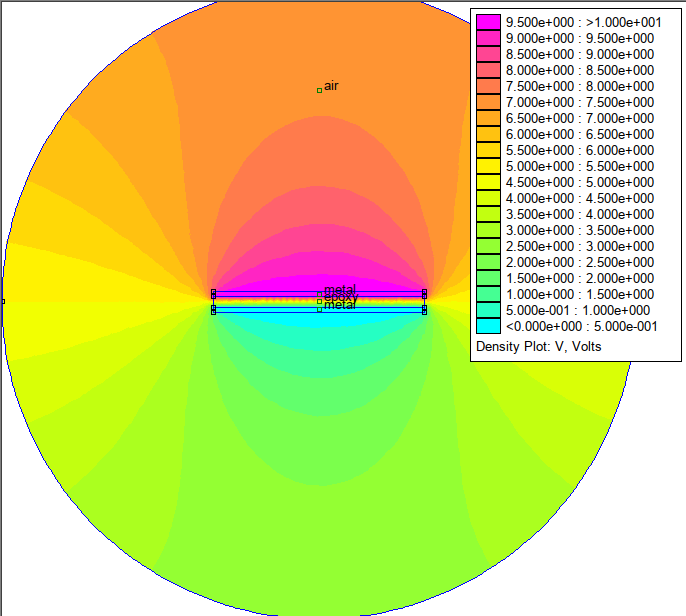 9.500e+000 : >1.000e+001
9.000e+000 : 9.500e+000
8.500e+000 : 9.000e+000
8.000e+000 : 8.500e+000
7.500e+000 : 8.000e+000
7.000e+000 : 7.500e+000
6.500e+000 : 7.000e+000
6.000e+000 : 6.500e+000
5.500e+000 : 6.000e+000
5.000e+000 : 5.500e+000
4.500e+000 : 5.000e+000
4.000e+000 : 4.500e+000
3.500e+000 : 4.000e+000
3.000e+000 : 3.500e+000
2.500e+000 : 3.000e+000
2.000e+000 : 2.500e+000
1.500e+000 : 2.000e+000
1.000e+000 : 1.500e+000
5.000e-001 : 1.000e+000
<0.000e+000 : 5.000e-001
Density Plot: V, Volts
air
metal
epoxy
metal